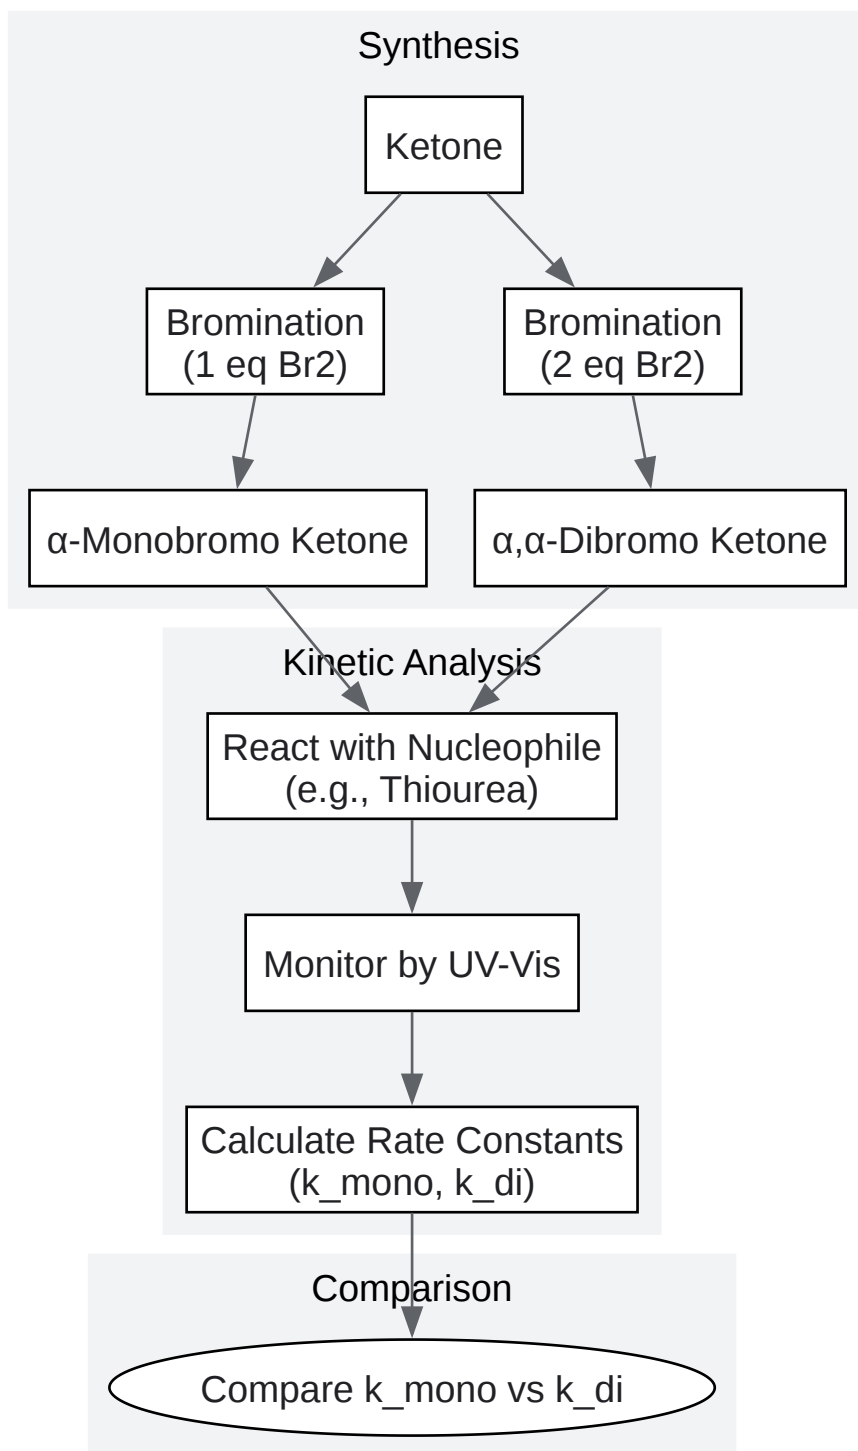 Synthesis
Ketone
Bromination
(1 eq Br2)
Bromination
(2 eq Br2)
α-Monobromo Ketone
α,α-Dibromo Ketone
Kinetic Analysis
React with Nucleophile
(e.g., Thiourea)
Monitor by UV-Vis
Calculate Rate Constants
(k_mono, k_di)
Comparison
Compare k_mono vs k_di